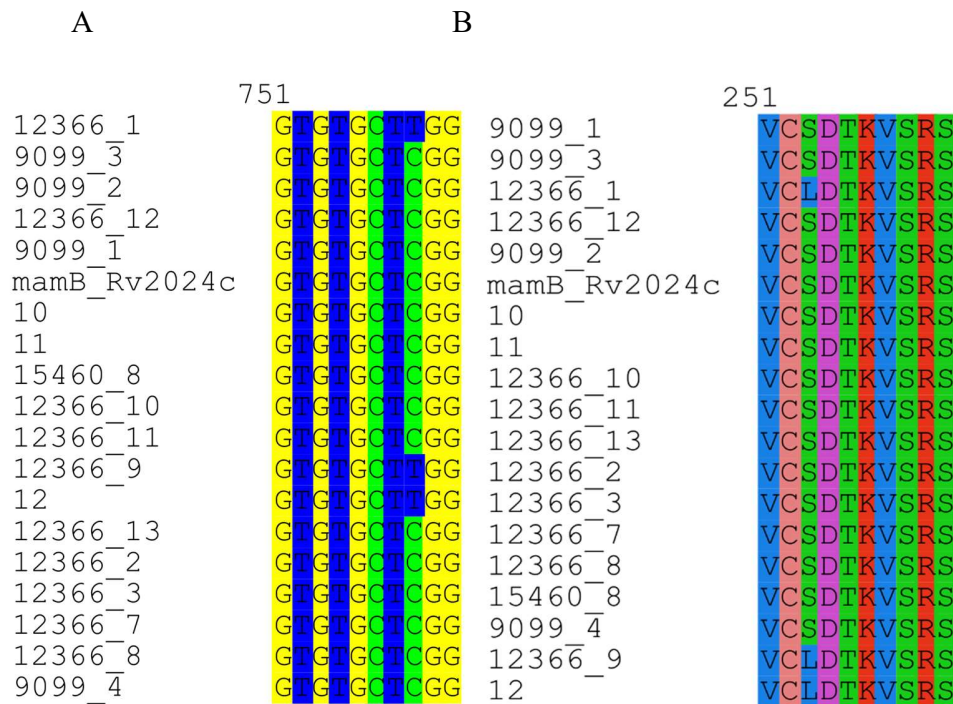 A B
751
12366_1 GTGTGCTTGG
9099_3 GTGTGCTCGG
9099_2 GTGTGCTCGG
12366_12 GTGTGCTCGG
9099_1 GTGTGCTCGG
mamB_Rv2024c GTGTGCTCGG
10 GTGTGCTCGG
11 GTGTGCTCGG
15460_8 GTGTGCTCGG
12366_10 GTGTGCTCGG
12366_11 GTGTGCTCGG
12366_9 GTGTGCTTGG
12 GTGTGCTTGG
12366_13 GTGTGCTCGG
12366_2 GTGTGCTCGG
12366_3 GTGTGCTCGG
12366_7 GTGTGCTCGG
12366_8 GTGTGCTCGG
9099_4 GTGTGCTCGG
251
9099_1 VCSDTKVSRS
9099_3 VCSDTKVSRS
12366_1 VCLDTKVSRS
12366_12 VCSDTKVSRS
9099_2 VCSDTKVSRS
mamB_Rv2024c VCSDTKVSRS
10 VCSDTKVSRS
11 VCSDTKVSRS
12366_10 VCSDTKVSRS
12366_11 VCSDTKVSRS
12366_13 VCSDTKVSRS
12366_2 VCSDTKVSRS
12366_3 VCSDTKVSRS
12366_7 VCSDTKVSRS
12366_8 VCSDTKVSRS
15460_8 VCSDTKVSRS
9099_4 VCSDTKVSRS
12366_9 VCLDTKVSRS
12 VCLDTKVSRS